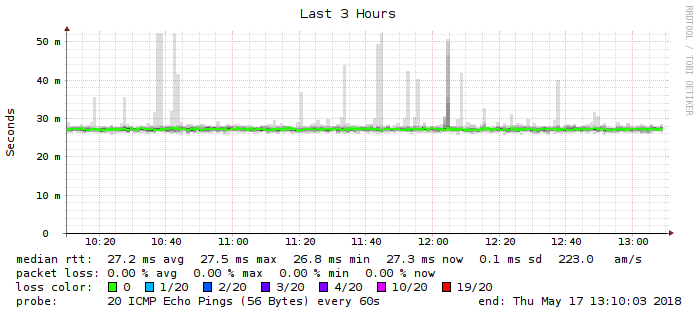 Last 3 Hours
RRDTOOL / TOBI OETIKER
Seconds
50 m
40 m
30 m
20 m
10 m
0
10:20 10:40 11:00 11:20 11:40 12:00 12:20 12:40 13:00
median rtt: 27.2 ms avg 27.5 ms max 26.8 ms min 27.3 ms now 0.1 ms sd 223.0 am/s
packet loss: 0.00 % avg 0.00 % max 0.00 % min 0.00 % now
loss color: 0 1/20 2/20 3/20 4/20 10/20 19/20
probe: 20 ICMP Echo Pings (56 Bytes) every 60s end: Thu May 17 13:10:03 2018